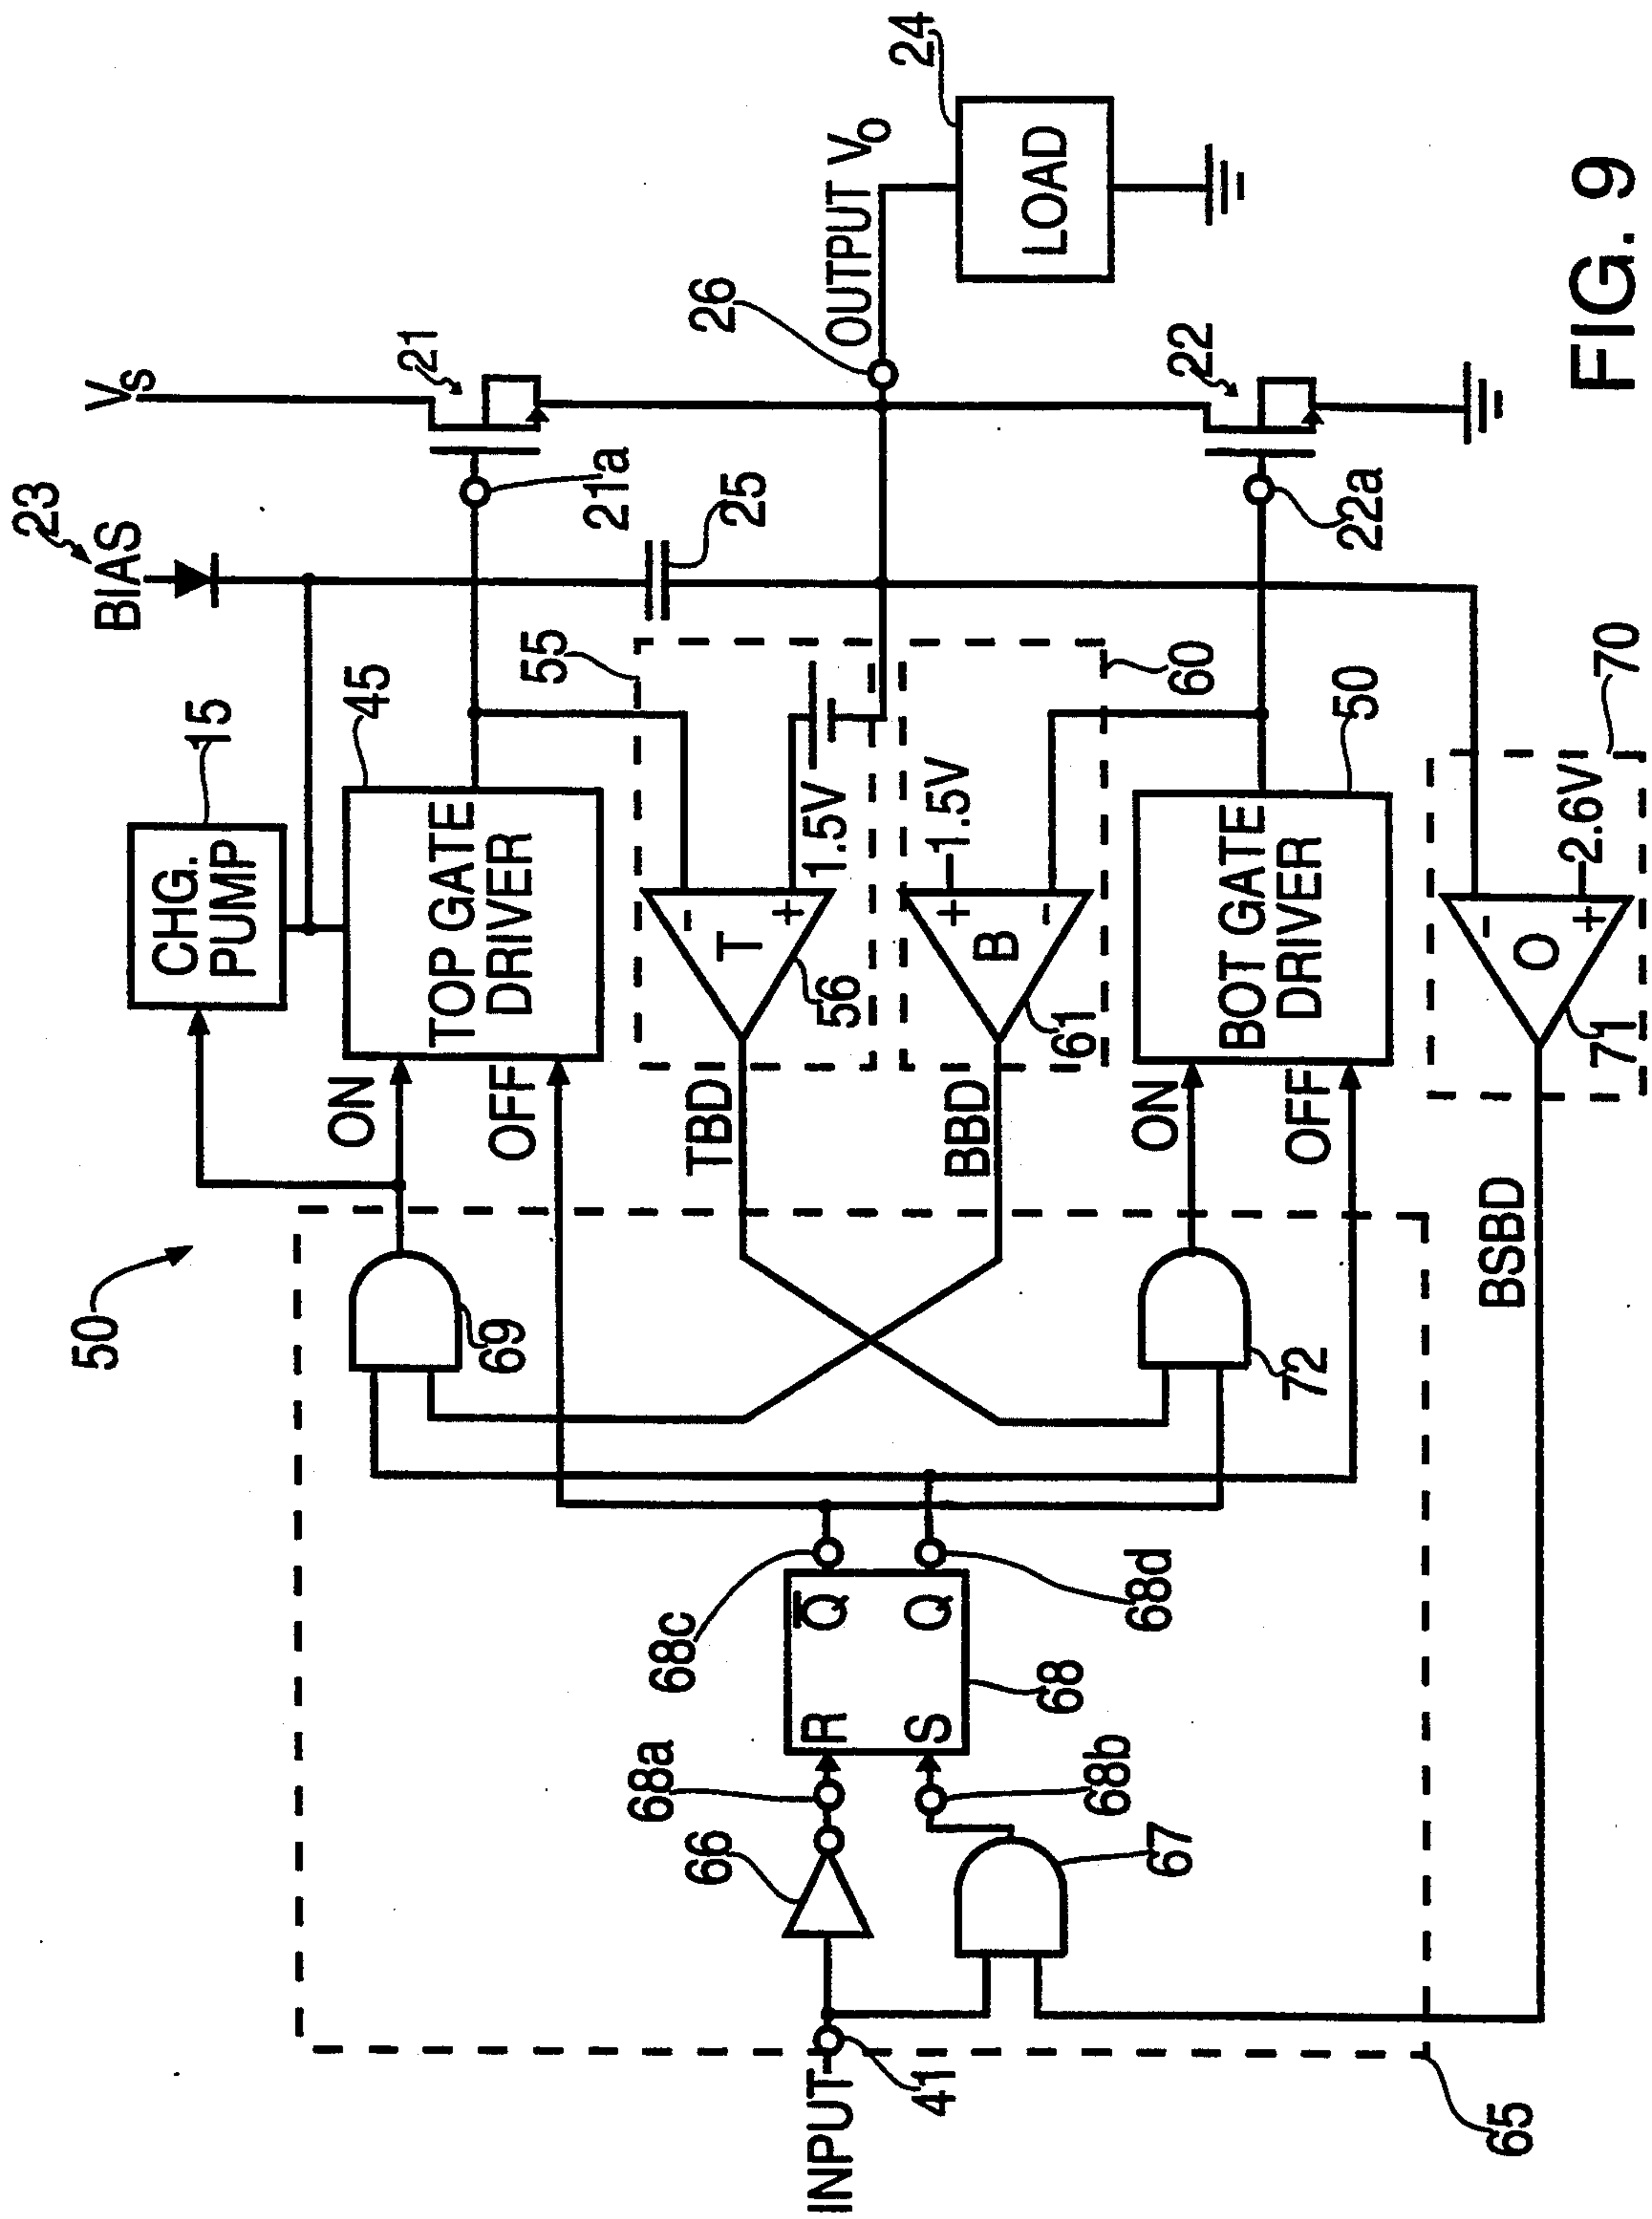 50
CHG.
PUMP
15
BIAS
23
Vs
TOP GATE
DRIVER
45
ON
OFF
21
21a
25
26
OUTPUT Vo
24
LOAD
55
T
-
+
1.5V
56
TBD
60
B
+
-
1.5V
61
BBD
BOT GATE
DRIVER
50
ON
OFF
22
22a
70
O
-
+
2.6V
71
BSBD
69
72
68c
68d
Q
Q
R
S
68
68a
68b
66
67
INPUT
41
65
FIG. 9